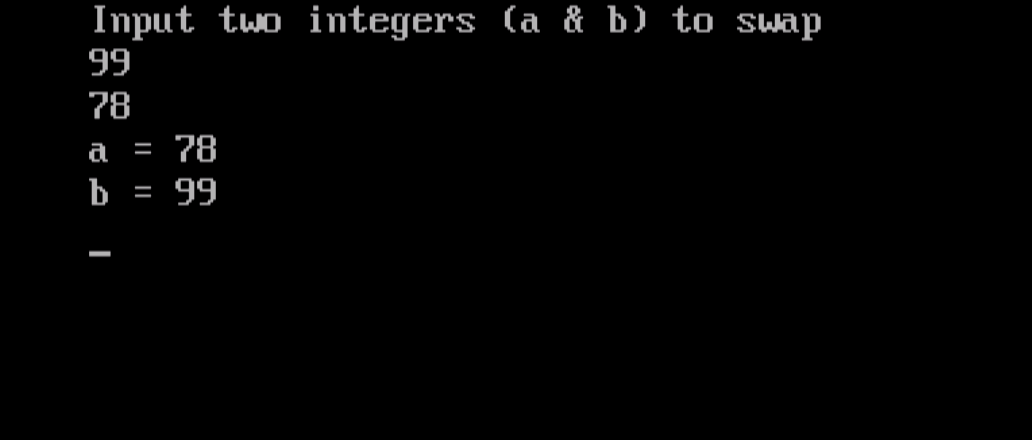 Input two integers (a & b) to swap
99
78
a = 78
b = 99
_